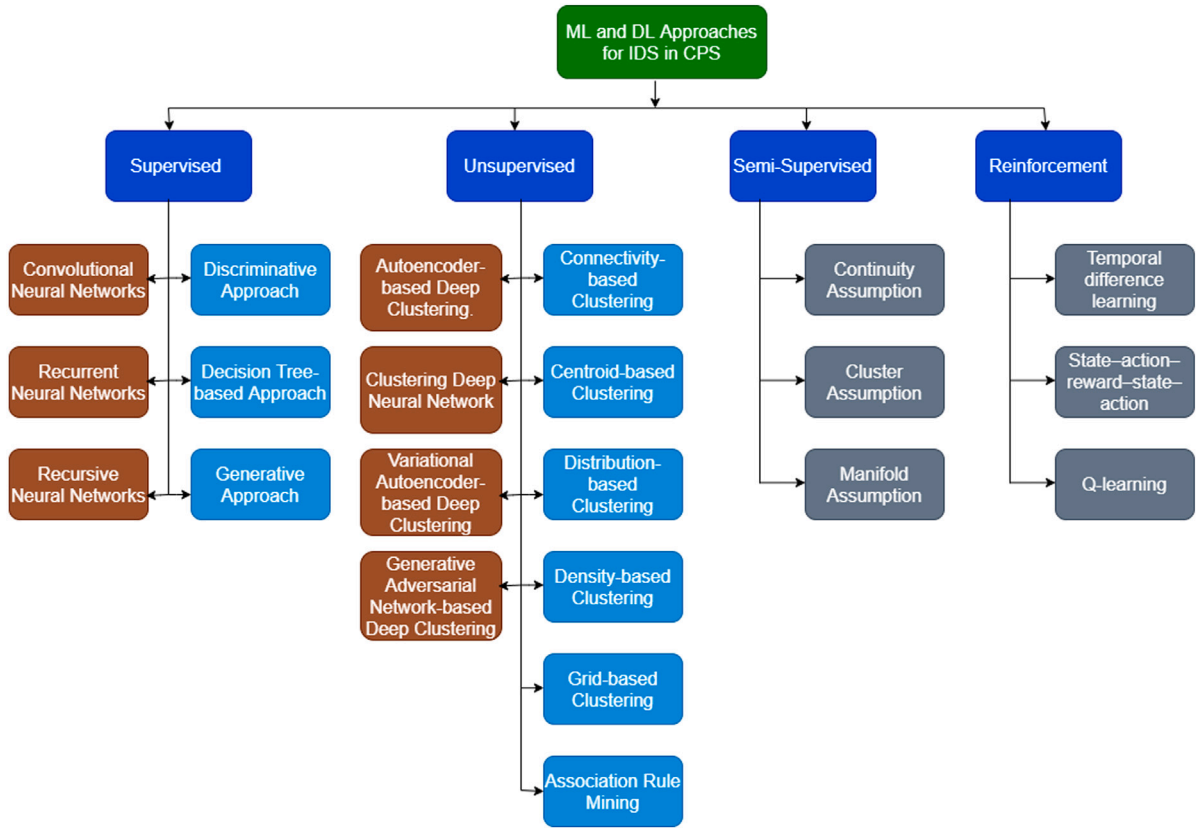 ML and DL Approaches
for IDS in CPS
Supervised
Unsupervised
Semi-Supervised
Reinforcement
Convolutional
Neural Networks
Discriminative
Approach
Recurrent
Neural Networks
Decision Tree-
based Approach
Recursive
Neural Networks
Generative
Approach
Autoencoder-
based Deep
Clustering.
Connectivity-
based
Clustering
Clustering Deep
Neural Network
Centroid-based
Clustering
Variational
Autoencoder-
based Deep
Clustering
Distribution-
based
Clustering
Generative
Adversarial
Network-based
Deep Clustering
Density-based
Clustering
Grid-based
Clustering
Association Rule
Mining
Continuity
Assumption
Cluster
Assumption
Manifold
Assumption
Temporal
difference
learning
State–action–
reward–state–
action
Q-learning